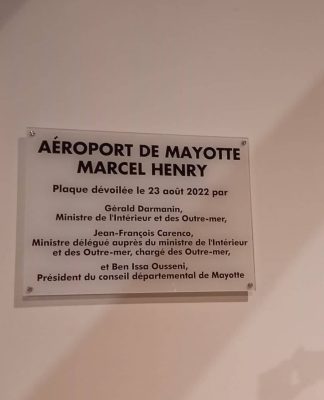 AÉROPORT DE MAYOTTE
MARCEL HENRY
Plaque dévoilée le 23 août 2022 par
Gérald Darmanin,
Ministre de l'Intérieur et des Outre-mer,
Jean-François Carenco,
Ministre délégué auprès du ministre de l'Intérieur
et des Outre-mer, chargé des Outre-mer,
et Ben Issa Ousseni,
Président du conseil départemental de Mayotte